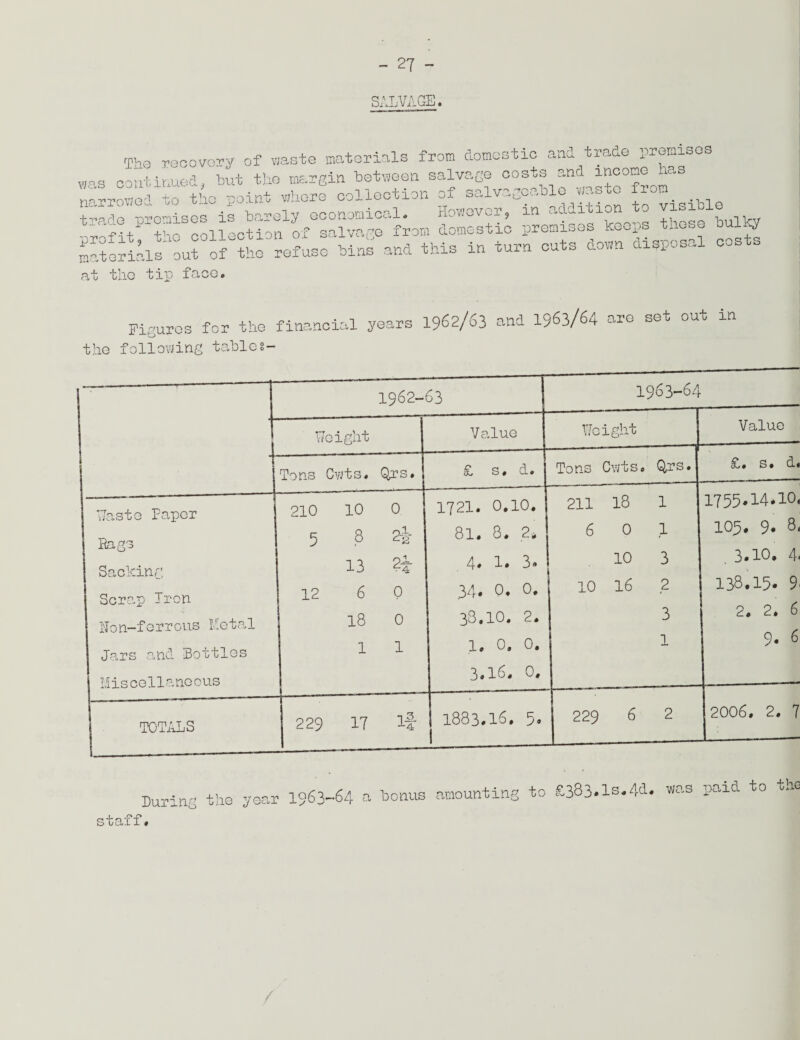 - 27 -
SALVAGE.
The recovery of waste materials from domestic and trade premises
was continued, but the margin between salvage costs and income has
narrowed to the point where collection of salvageable waste from
trade premises is barely economical. However, in addition to visible
profit, the collection of salvage from domestic premises keeps these bulky
materials out of the refuse bins and this in turn cuts down disposal costs
at the tip face.
Figures for the financial years 1962/63 and 1963/64 are set out in
the following table:-
1962-63 1963-64
Weight Value Weight Value
Tons Cwts. Qrs. £ s. d. Tons Cwts. Qrs. £. s. d.
Waste Paper 210 10 0 1721. 0.10. 211 18 1 1755.14.10.
Rags 5 8 2½ 81. 8. 2. 6 0 1 105. 9. 8.
Sacking 13 2¼ 4. 1. 3. 10 3 3.10. 4.
Scrap Iron 12 6 0 34. 0. 0. 10 16 2 138.15. 9.
Non-ferrous Metal 18 0 38.10. 2. 3 2. 2. 6
Jars and Bottles 1 1 1. 0. 0. 1 9. 6
Miscellaneous 3.16. 0.
TOTALS 229 17 1¾ 1883.16. 5. 229 6 2 2006. 2. 7
During the year 1963-64 a bonus amounting to £383.1s.4d. was paid to the
staff.